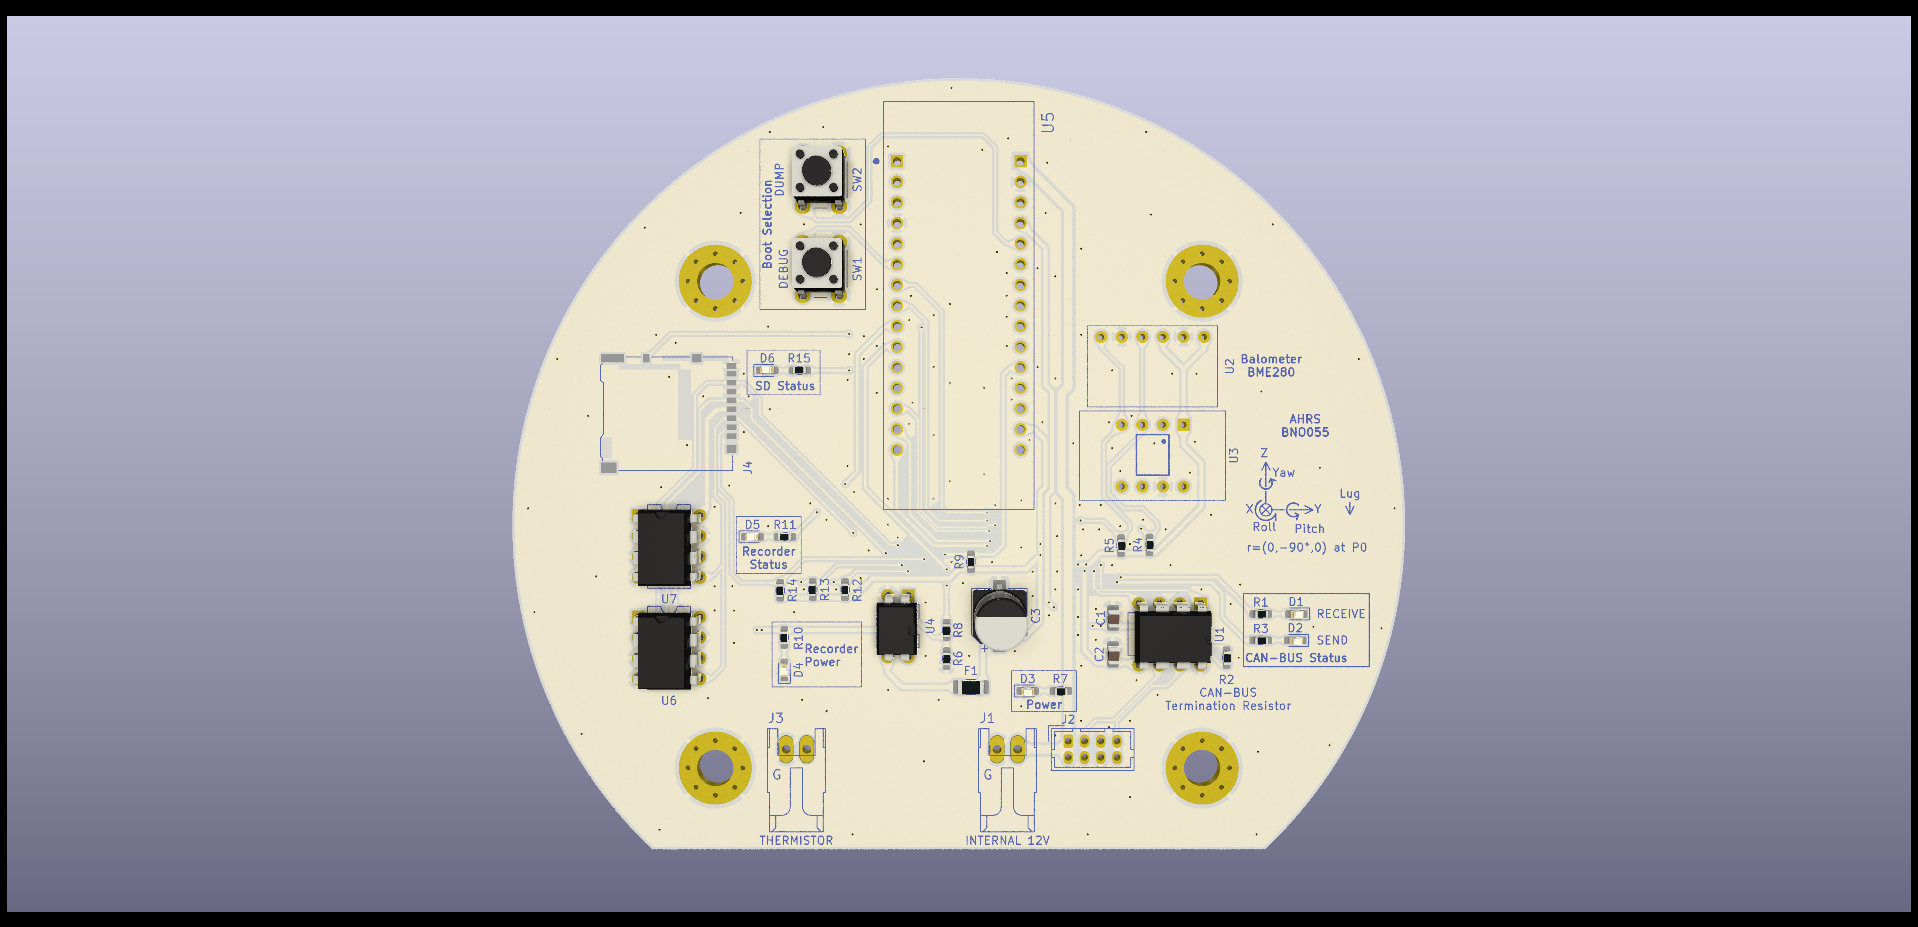 U5
DUMP
SW2
Boot Selection
DEBUG
SW1
D6 R15
SD Status
J4
U2
Balometer
BME280
AHRS
BNO055
U3
Z
Yaw
X
Y
Roll
Pitch
Lug
r=(0,-90°,0) at P0
D5 R11
Recorder
Status
R9
R5
R4
U7
R14
R13
R12
U4
R8
R6
C3
+
C1
C2
U1
R1 D1 RECEIVE
R3 D2 SEND
CAN-BUS Status
R10
Recorder
Power
D4
F1
D3 R7
Power
R2
CAN-BUS
Termination Resistor
U6
J3
J1
J2
G
G
THERMISTOR
INTERNAL 12V